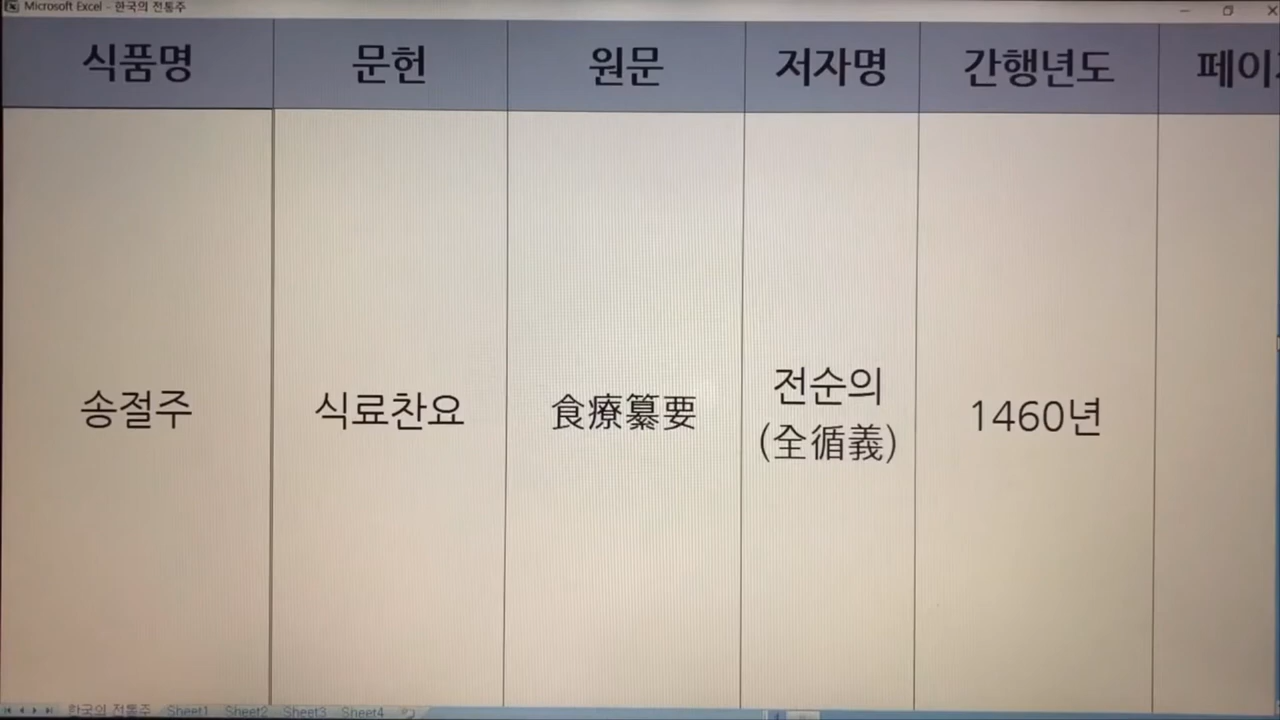 Microsoft Excel - 한국의 전통주
식품명 문헌 원문 저자명 간행년도 페이
송절주 식료찬요 食療纂要 전순의 (全循義) 1460년
한국의 전통주 Sheet1 Sheet2 Sheet3 Sheet4